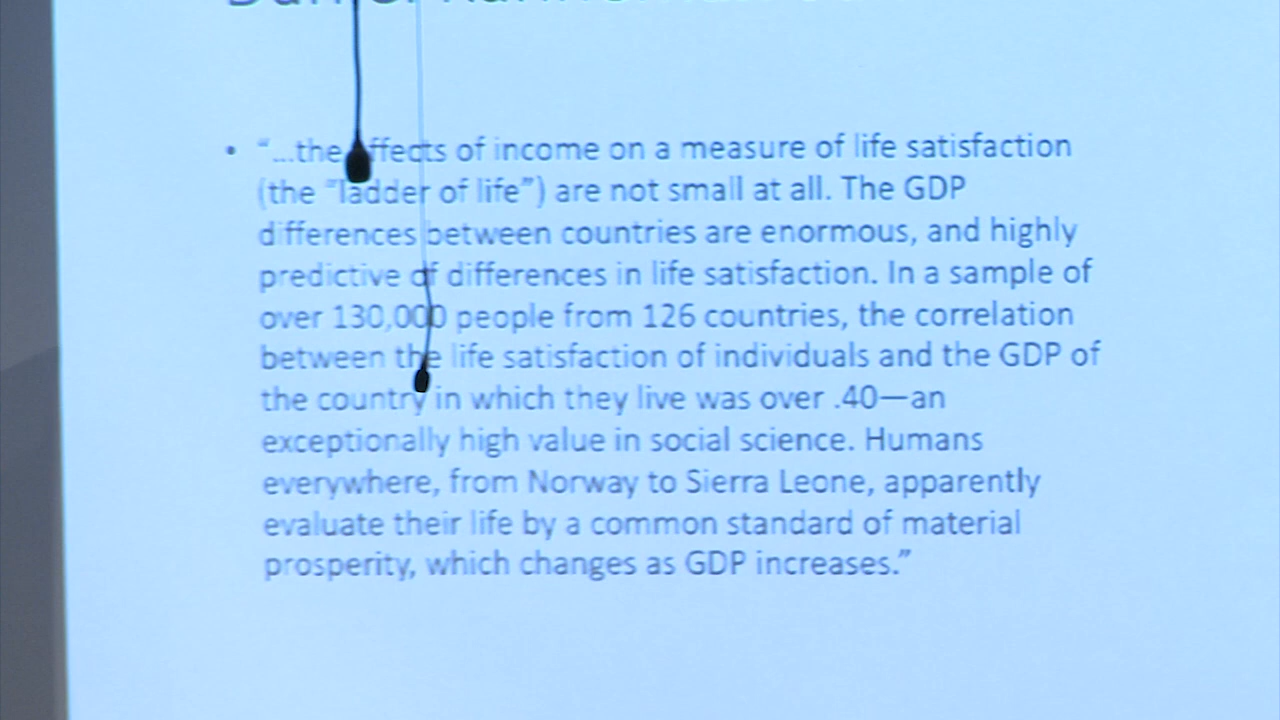 • “...the effects of income on a measure of life satisfaction
(the “ladder of life”) are not small at all. The GDP
differences between countries are enormous, and highly
predictive of differences in life satisfaction. In a sample of
over 130,000 people from 126 countries, the correlation
between the life satisfaction of individuals and the GDP of
the country in which they live was over .40—an
exceptionally high value in social science. Humans
everywhere, from Norway to Sierra Leone, apparently
evaluate their life by a common standard of material
prosperity, which changes as GDP increases.”